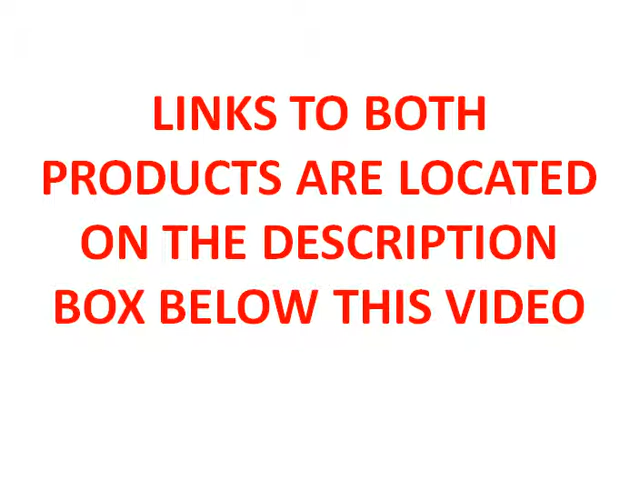 LINKS TO BOTH
PRODUCTS ARE LOCATED
ON THE DESCRIPTION
BOX BELOW THIS VIDEO